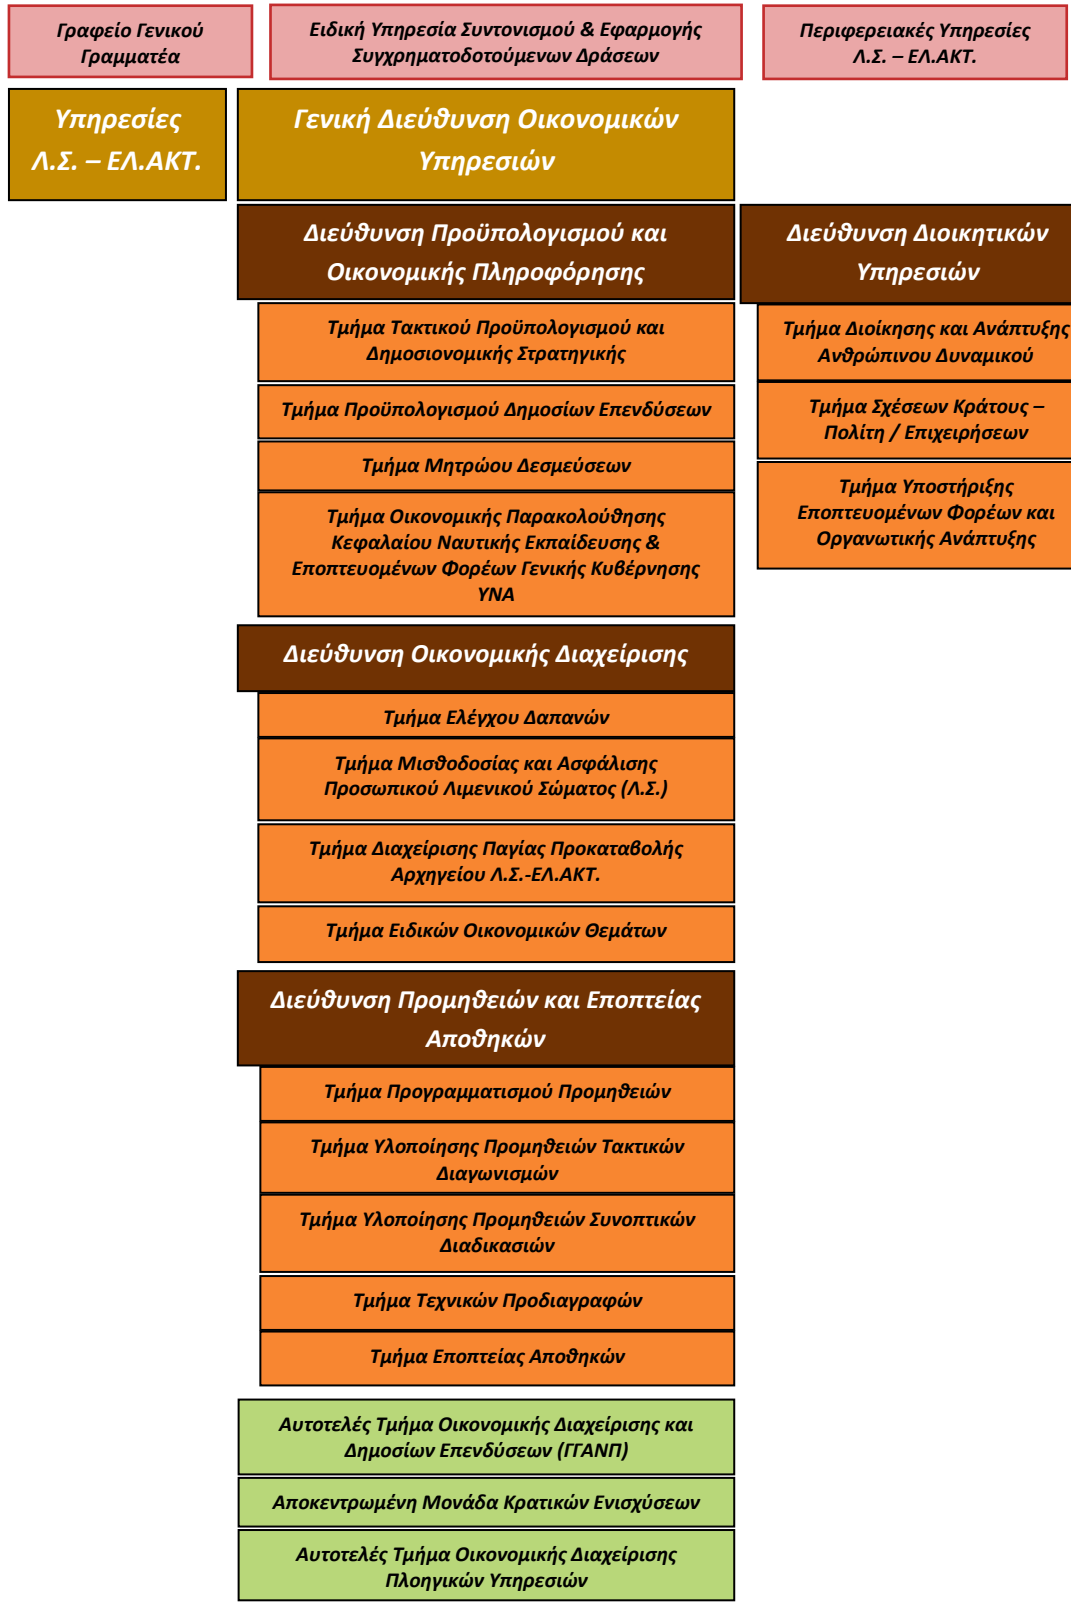 Γραφείο Γενικού
Γραμματέα
Ειδική Υπηρεσία Συντονισμού & Εφαρμογής
Συγχρηματοδοτούμενων Δράσεων
Περιφερειακές Υπηρεσίες
Λ.Σ. – ΕΛ.ΑΚΤ.
Υπηρεσίες
Λ.Σ. – ΕΛ.ΑΚΤ.
Γενική Διεύθυνση Οικονομικών
Υπηρεσιών
Διεύθυνση Προϋπολογισμού και
Οικονομικής Πληροφόρησης
Τμήμα Τακτικού Προϋπολογισμού και
Δημοσιονομικής Στρατηγικής
Τμήμα Προϋπολογισμού Δημοσίων Επενδύσεων
Τμήμα Μητρώου Δεσμεύσεων
Τμήμα Οικονομικής Παρακολούθησης
Κεφαλαίου Ναυτικής Εκπαίδευσης &
Εποπτευομένων Φορέων Γενικής Κυβέρνησης
ΥΝΑ
Διεύθυνση Διοικητικών
Υπηρεσιών
Τμήμα Διοίκησης και Ανάπτυξης
Ανθρώπινου Δυναμικού
Τμήμα Σχέσεων Κράτους –
Πολίτη / Επιχειρήσεων
Τμήμα Υποστήριξης
Εποπτευομένων Φορέων και
Οργανωτικής Ανάπτυξης
Διεύθυνση Οικονομικής Διαχείρισης
Τμήμα Ελέγχου Δαπανών
Τμήμα Μισθοδοσίας και Ασφάλισης
Προσωπικού Λιμενικού Σώματος (Λ.Σ.)
Τμήμα Διαχείρισης Παγίας Προκαταβολής
Αρχηγείου Λ.Σ.-ΕΛ.ΑΚΤ.
Τμήμα Ειδικών Οικονομικών Θεμάτων
Διεύθυνση Προμηθειών και Εποπτείας
Αποθηκών
Τμήμα Προγραμματισμού Προμηθειών
Τμήμα Υλοποίησης Προμηθειών Τακτικών
Διαγωνισμών
Τμήμα Υλοποίησης Προμηθειών Συνοπτικών
Διαδικασιών
Τμήμα Τεχνικών Προδιαγραφών
Τμήμα Εποπτείας Αποθηκών
Αυτοτελές Τμήμα Οικονομικής Διαχείρισης και
Δημοσίων Επενδύσεων (ΓΓΑΝΠ)
Αποκεντρωμένη Μονάδα Κρατικών Ενισχύσεων
Αυτοτελές Τμήμα Οικονομικής Διαχείρισης
Πλοηγικών Υπηρεσιών